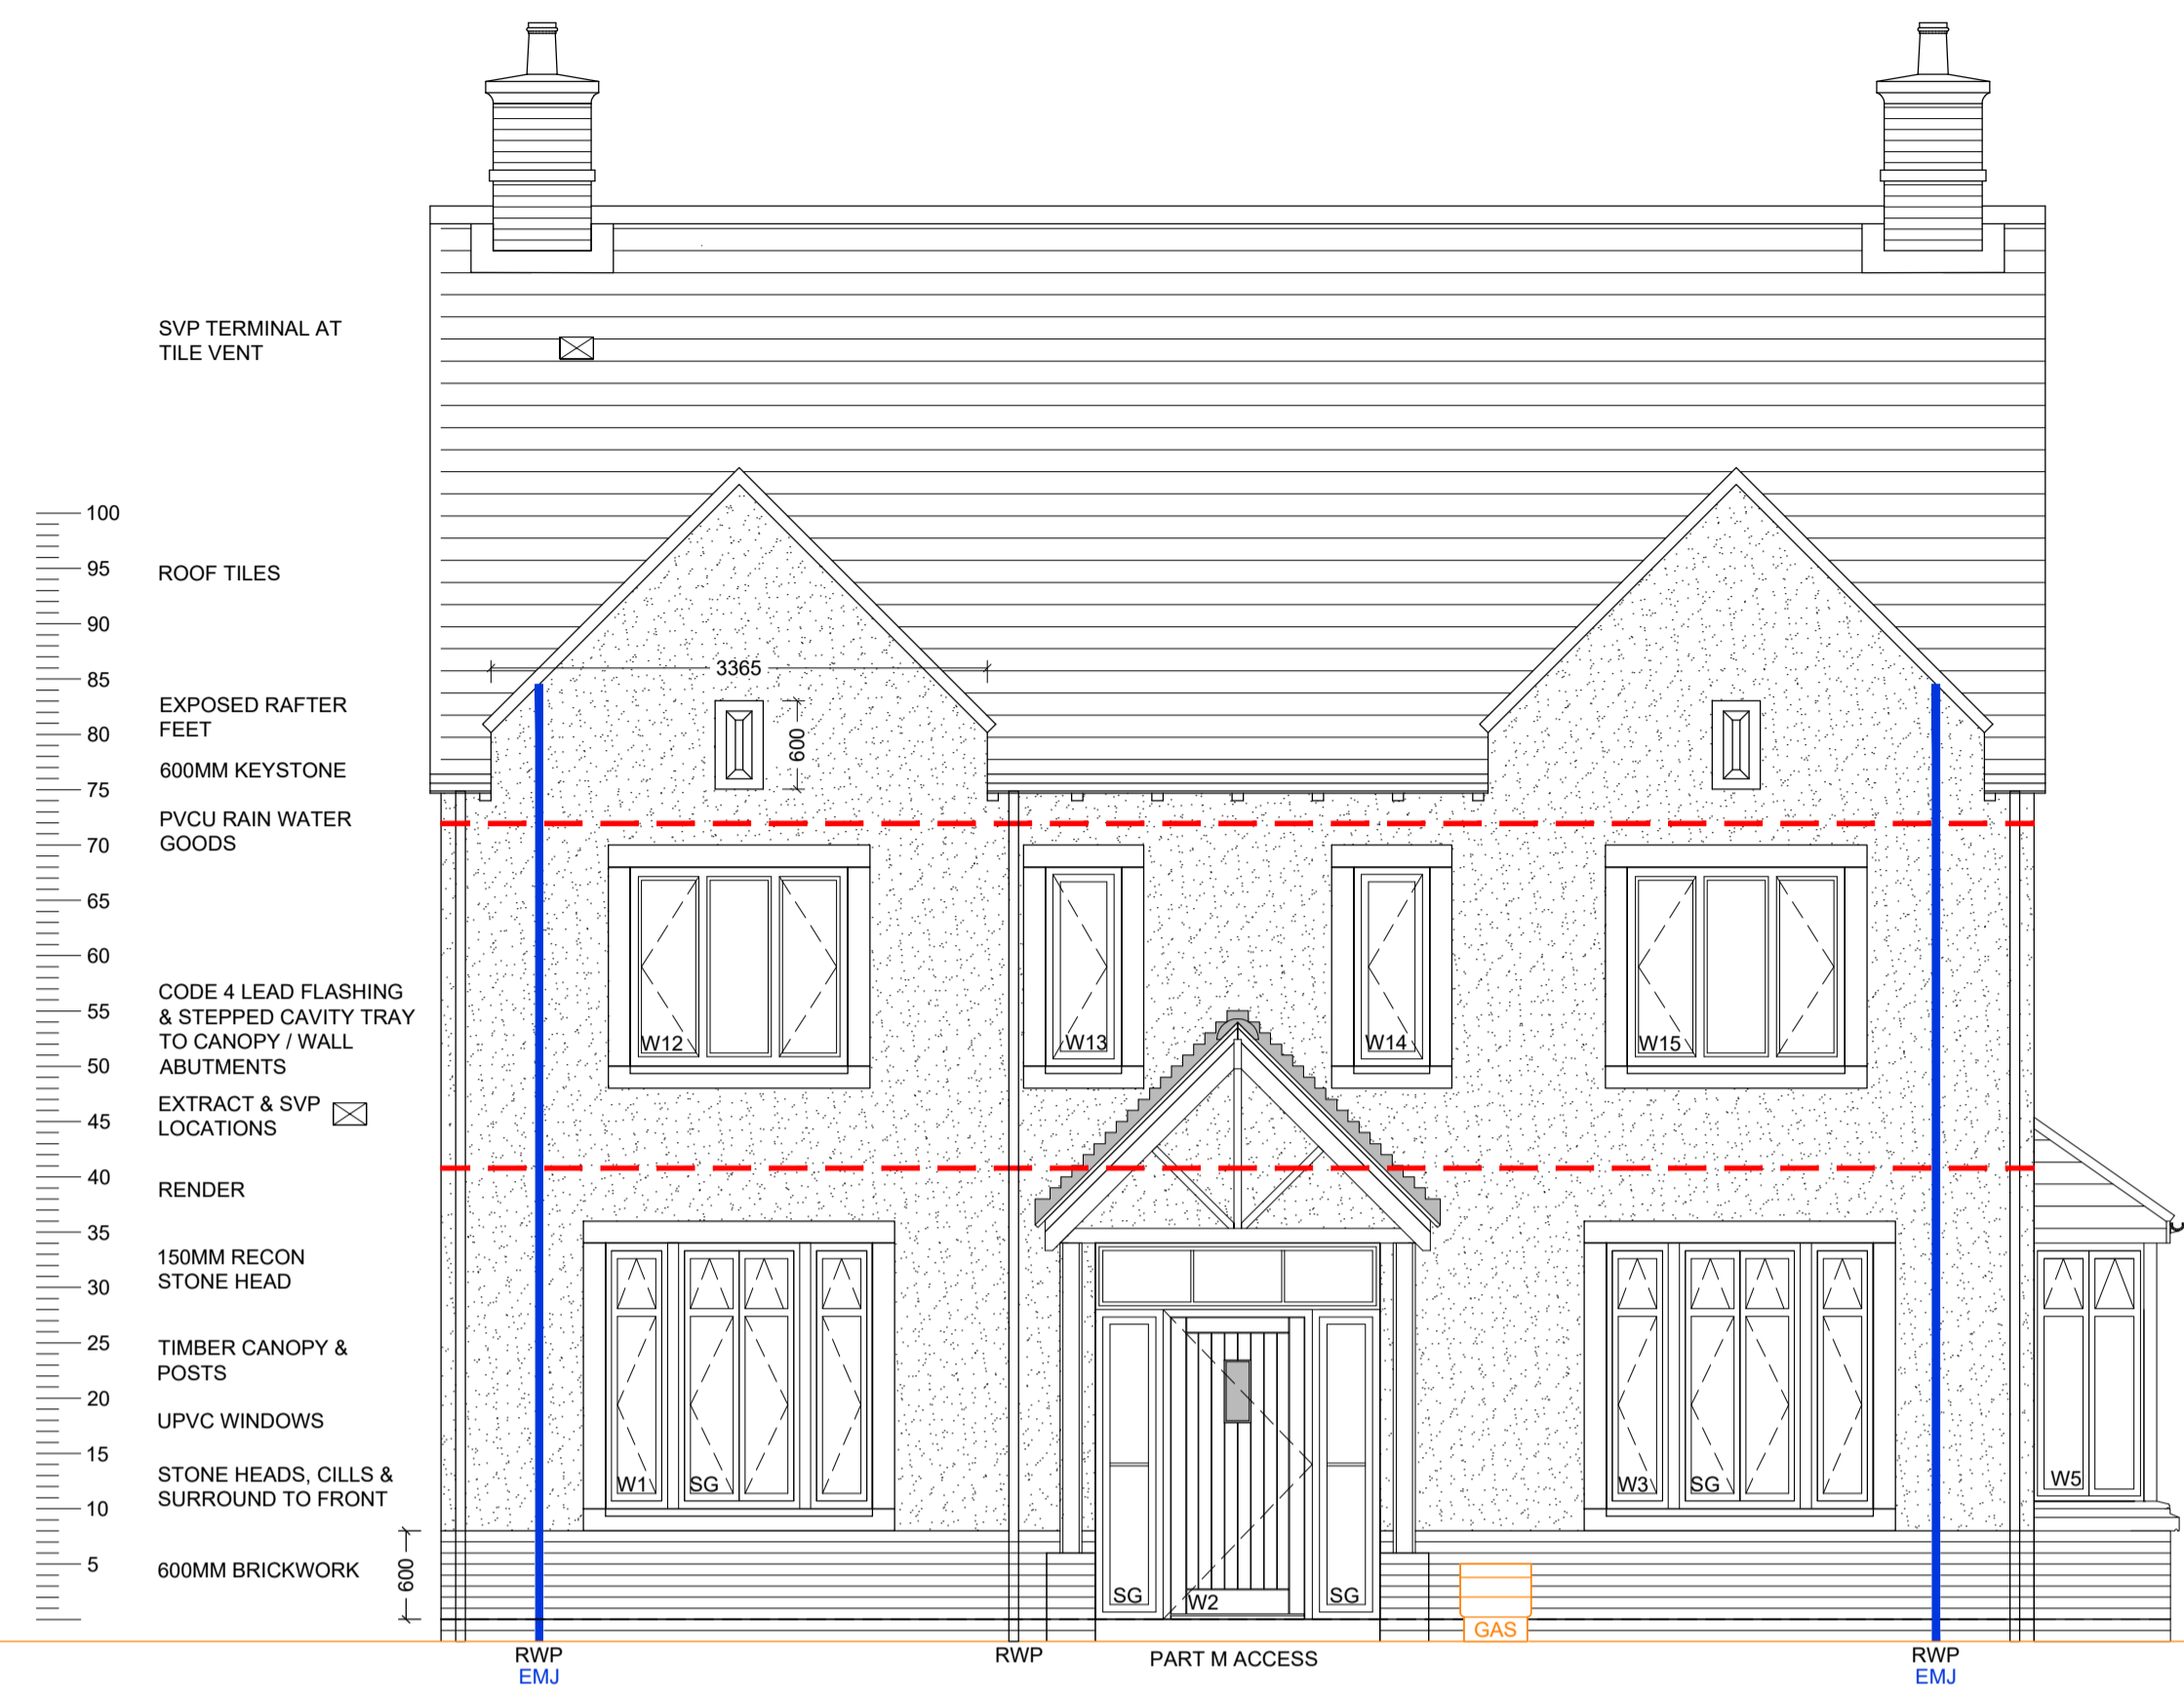 SVP TERMINAL AT
TILE VENT
100
95
ROOF TILES
90
85
3365
EXPOSED RAFTER
FEET
80
600
600MM KEYSTONE
75
PVCU RAIN WATER
GOODS
70
65
60
CODE 4 LEAD FLASHING
& STEPPED CAVITY TRAY
TO CANOPY / WALL
ABUTMENTS
55
50
W12
W13
W14
W15
EXTRACT & SVP
LOCATIONS
45
40
RENDER
35
150MM RECON
STONE HEAD
30
25
TIMBER CANOPY &
POSTS
20
UPVC WINDOWS
15
STONE HEADS, CILLS &
SURROUND TO FRONT
W1
SG
W3
SG
W5
10
5
600MM BRICKWORK
600
SG
W2
SG
GAS
RWP
EMJ
RWP
PART M ACCESS
RWP
EMJ